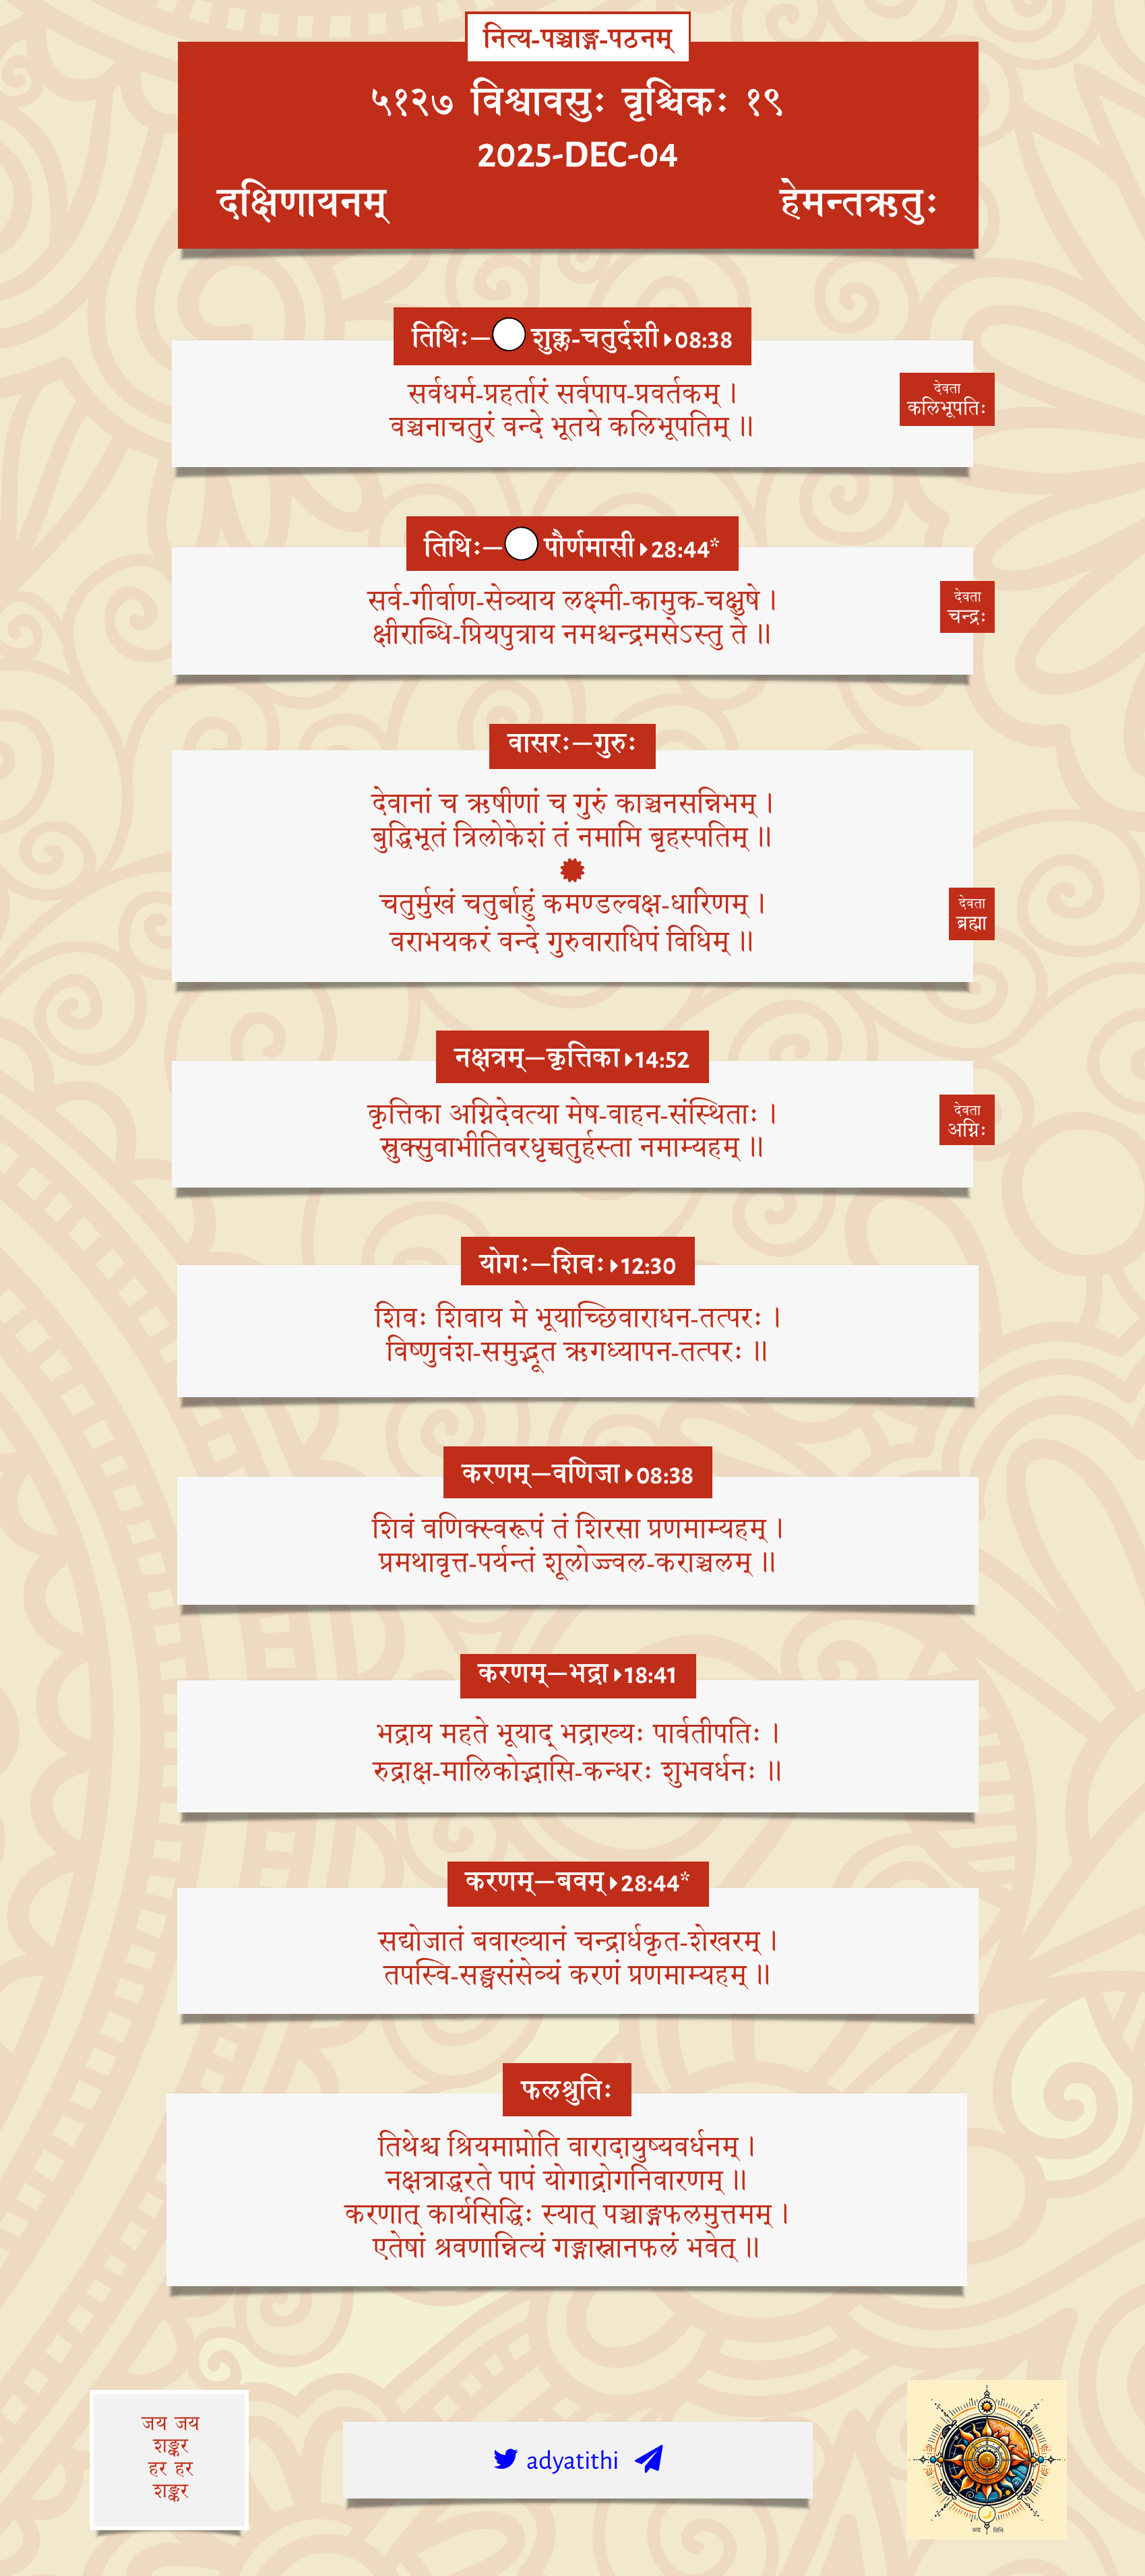 नित्य-पञ्चाङ्ग-पठनम्
५१२७ विश्वावसुः वृश्चिकः १९
2025-DEC-04
दक्षिणायनम् हेमन्तऋतुः
तिथिः—शुक्ल-चतुर्दशी 08:38
सर्वधर्म-प्रहर्तारं सर्वपाप-प्रवर्तकम् ।
वञ्चनाचतुरं वन्दे भूतये कलिभूपतिम् ॥
देवता
कलिभूपतिः
तिथिः—पौर्णमासी 28:44*
सर्व-गीर्वाण-सेव्याय लक्ष्मी-कामुक-चक्षुषे ।
क्षीराब्धि-प्रियपुत्राय नमश्चन्द्रमसेऽस्तु ते ॥
देवता
चन्द्रः
वासरः—गुरुः
देवानां च ऋषीणां च गुरुं काञ्चनसन्निभम् ।
बुद्धिभूतं त्रिलोकेशं तं नमामि बृहस्पतिम् ॥
चतुर्मुखं चतुर्बाहुं कमण्डल्वक्ष-धारिणम् ।
वराभयकरं वन्दे गुरुवाराधिपं विधिम् ॥
देवता
ब्रह्मा
नक्षत्रम्—कृत्तिका 14:52
कृत्तिका अग्निदेवत्या मेष-वाहन-संस्थिताः ।
स्रुक्सुवाभीतिवरधृच्चतुर्हस्ता नमाम्यहम् ॥
देवता
अग्निः
योगः—शिवः 12:30
शिवः शिवाय मे भूयाच्छिवाराधन-तत्परः ।
विष्णुवंश-समुद्भूत ऋगध्यापन-तत्परः ॥
करणम्—वणिजा 08:38
शिवं वणिक्स्वरूपं तं शिरसा प्रणमाम्यहम् ।
प्रमथावृत्त-पर्यन्तं शूलोज्ज्वल-कराञ्चलम् ॥
करणम्—भद्रा 18:41
भद्राय महते भूयाद् भद्राख्यः पार्वतीपतिः ।
रुद्राक्ष-मालिकोद्भासि-कन्धरः शुभवर्धनः ॥
करणम्—बवम् 28:44*
सद्योजातं बवाख्यानं चन्द्रार्धकृत-शेखरम् ।
तपस्वि-सङ्घसंसेव्यं करणं प्रणमाम्यहम् ॥
फलश्रुतिः
तिथेश्च श्रियमाप्नोति वारादायुष्यवर्धनम् ।
नक्षत्राद्धरते पापं योगाद्रोगनिवारणम् ॥
करणात् कार्यसिद्धिः स्यात् पञ्चाङ्गफलमुत्तमम् ।
एतेषां श्रवणान्नित्यं गङ्गास्नानफलं भवेत् ॥
जय जय
शङ्कर
हर हर
शङ्कर
adyatithi
अद्य तिथिः